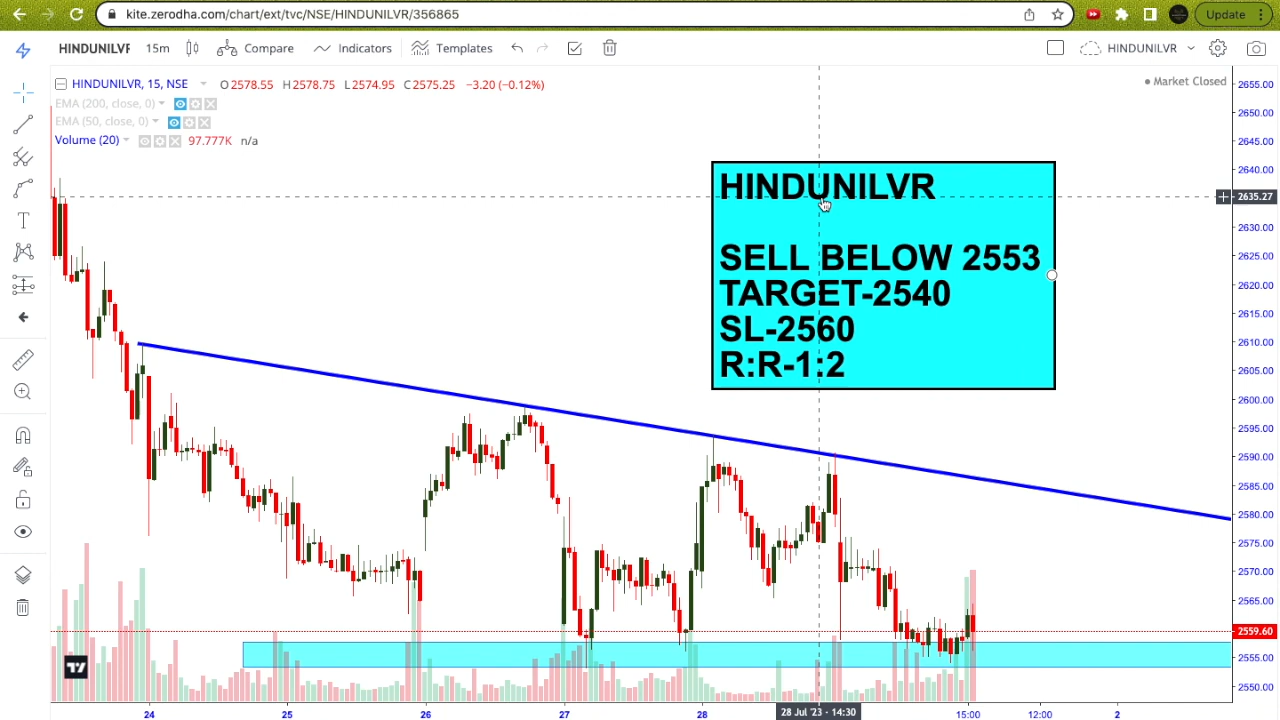 kite.zerodha.com/chart/ext/tvc/NSE/HINDUNILVR/356865
Update
HINDUNILVR 15m Compare Indicators Templates HINDUNILVR
HINDUNILVR, 15, NSE O2578.55 H2578.75 L2574.95 C2575.25 −3.20 (−0.12%)
Market Closed
EMA (200, close, 0)
EMA (50, close, 0)
Volume (20) 97.777K n/a
HINDUNILVR
SELL BELOW 2553
TARGET-2540
SL-2560
R:R-1:2
2655.00
2650.00
2645.00
2640.00
2635.27
2630.00
2625.00
2620.00
2615.00
2610.00
2605.00
2600.00
2595.00
2590.00
2585.00
2580.00
2575.00
2570.00
2565.00
2559.60
2555.00
2550.00
24 25 26 27 28 28 Jul '23 - 14:30 15:00 12:00 2